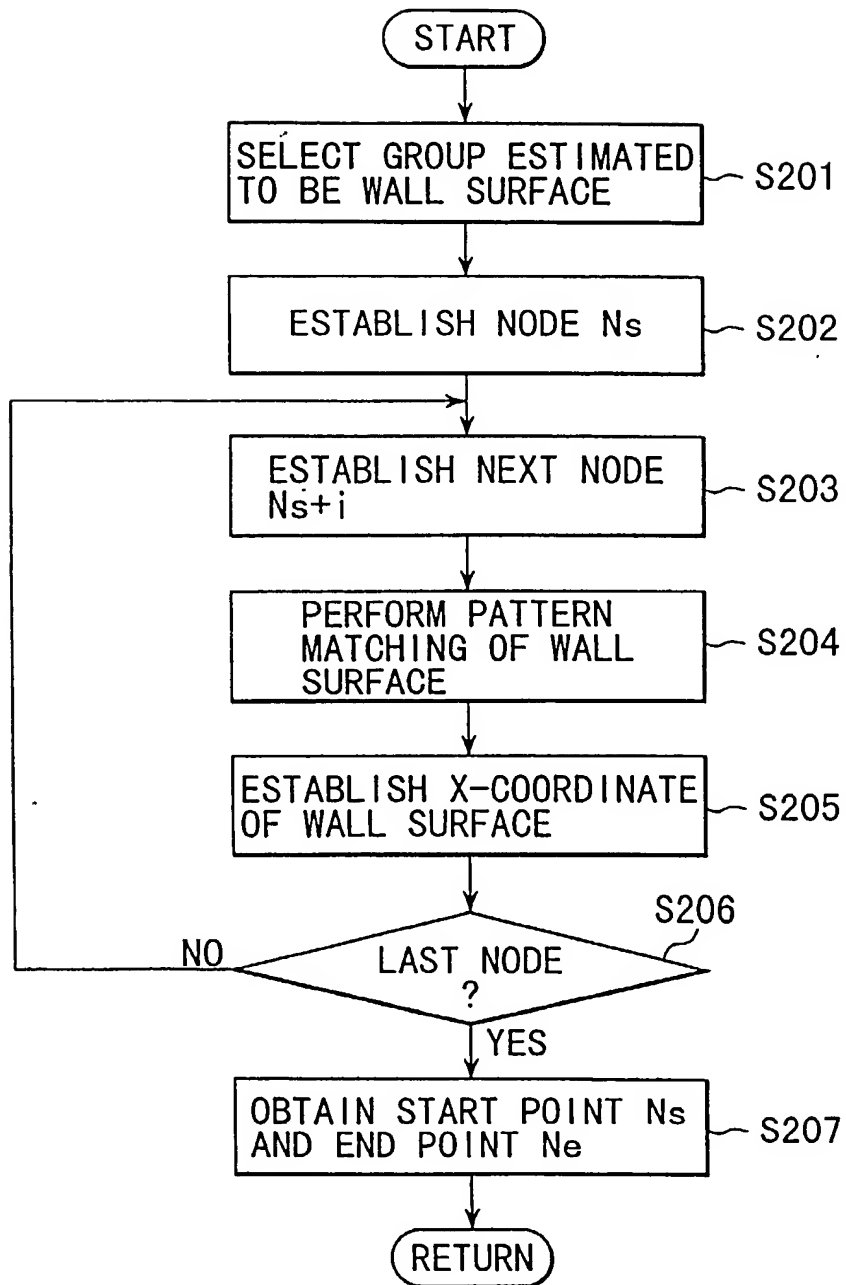 START
SELECT GROUP ESTIMATED
TO BE WALL SURFACE
S201
ESTABLISH NODE Ns
S202
ESTABLISH NEXT NODE
Ns+i
S203
PERFORM PATTERN
MATCHING OF WALL
SURFACE
S204
ESTABLISH X-COORDINATE
OF WALL SURFACE
S205
S206
NO
LAST NODE
?
YES
OBTAIN START POINT Ns
AND END POINT Ne
S207
RETURN